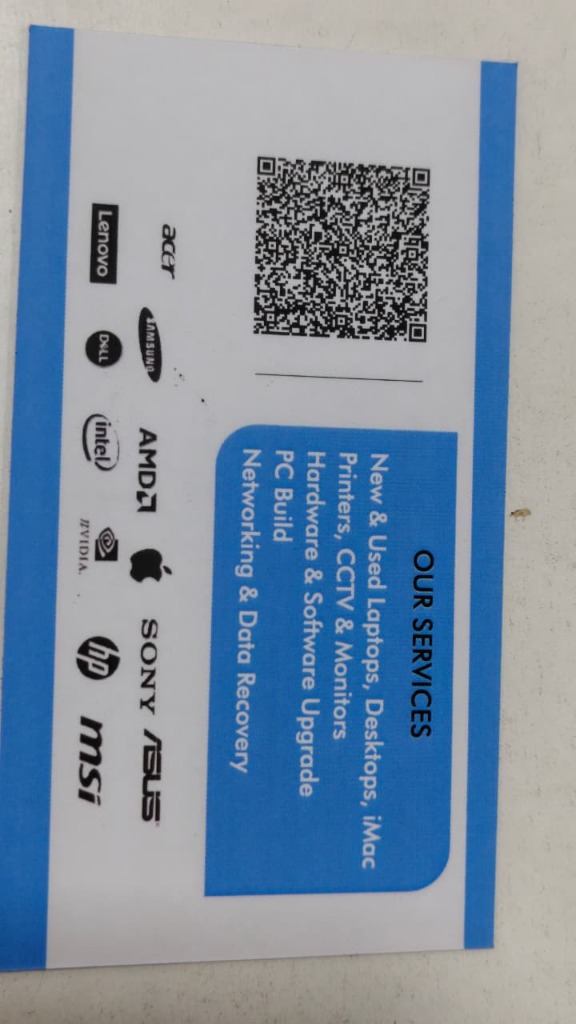 OUR SERVICES
New & Used Laptops, Desktops, iMac
Printers, CCTV & Monitors
Hardware & Software Upgrade
PC Build
Networking & Data Recovery
acer SAMSUNG AMD SONY ASUS
Lenovo DELL intel NVIDIA. hp msi